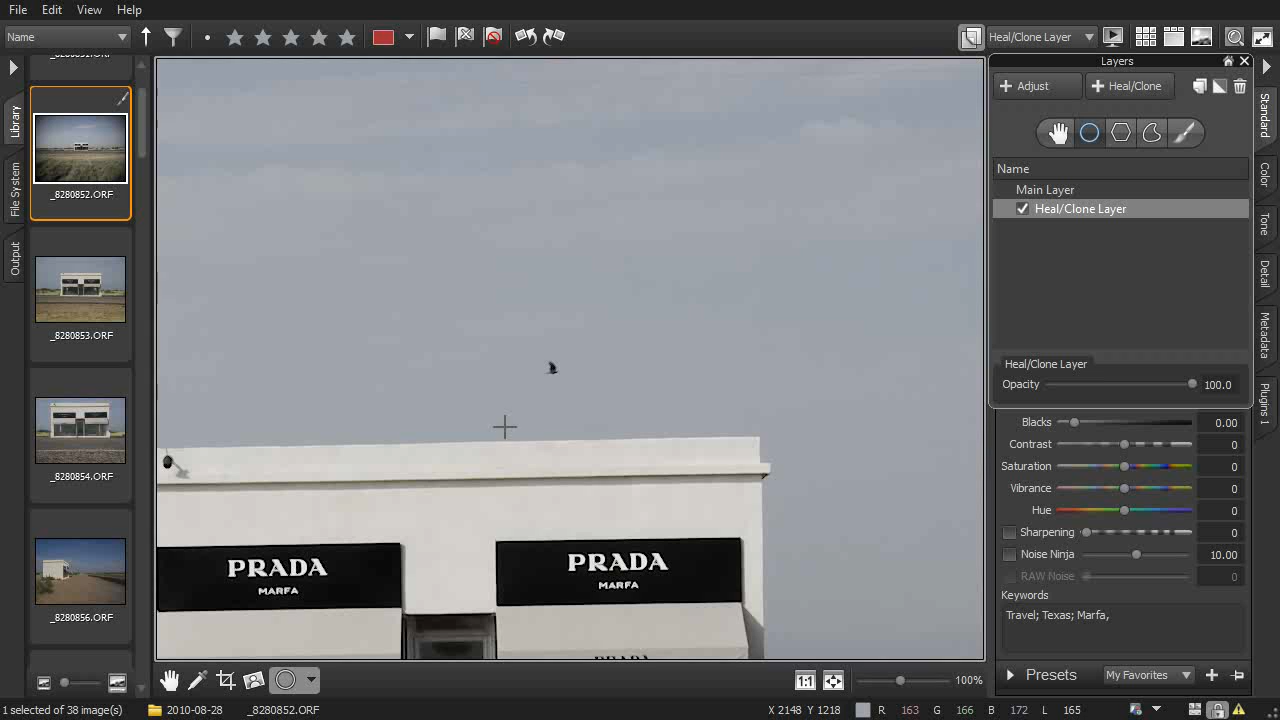 File Edit View Help
Name
Heal/Clone Layer
Layers
Adjust
Heal/Clone
Library
File System
Output
_8280852.ORF
_8280853.ORF
_8280854.ORF
_8280856.ORF
Standard
Color
Tone
Detail
Metadata
Plugins 1
Name
Main Layer
Heal/Clone Layer
Heal/Clone Layer
Opacity 100.0
Blacks 0.00
Contrast 0
Saturation 0
Vibrance 0
Hue 0
Sharpening 0
Noise Ninja 10.00
RAW Noise 0
Keywords
Travel; Texas; Marfa,
PRADA
MARFA
PRADA
MARFA
1:1
100%
Presets My Favorites
1 selected of 38 image(s) 2010-08-28 _8280852.ORF X 2148 Y 1218 R 163 G 166 B 172 L 165